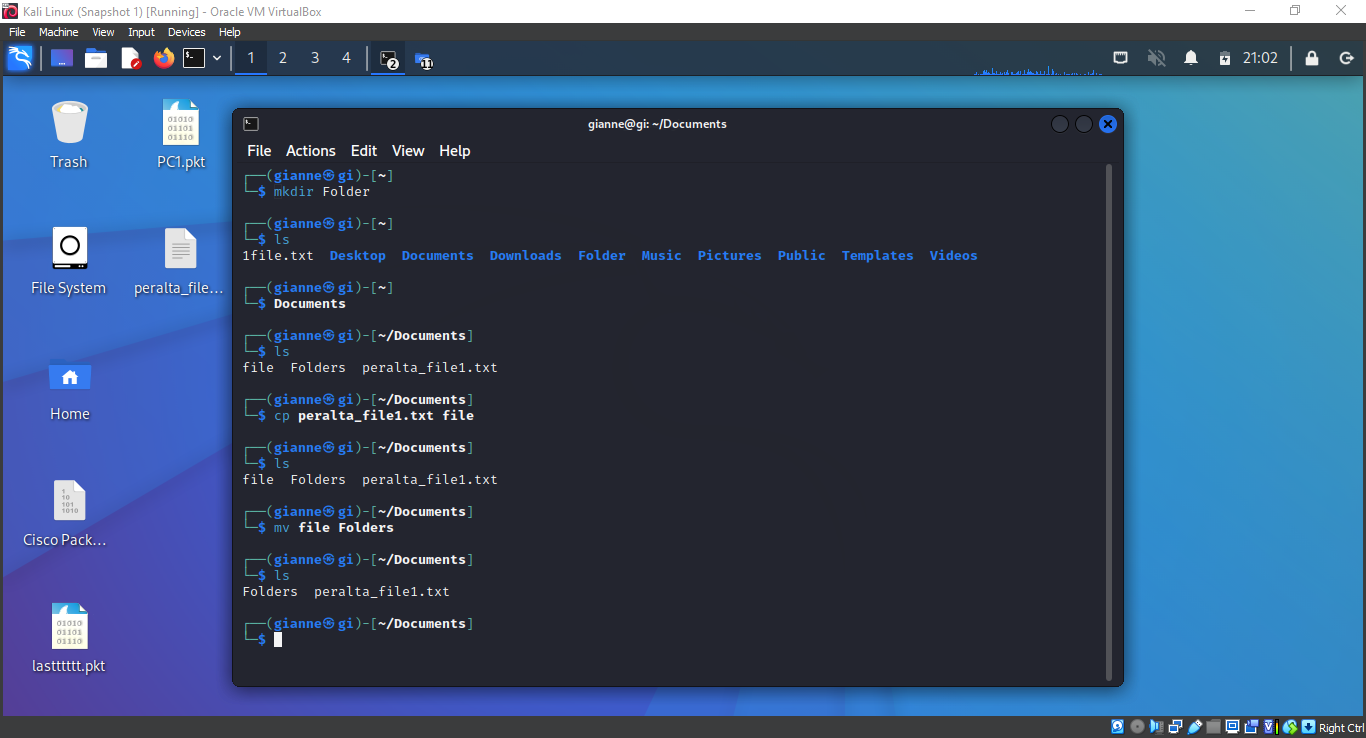 Kali Linux (Snapshot 1) [Running] - Oracle VM VirtualBox
File Machine View Input Devices Help
1 2 3 4 2 11 21:02
Trash
PC1.pkt
File System
peralta_file...
Home
Cisco Pack...
lastttttt.pkt
gianne@gi: ~/Documents
File Actions Edit View Help
┌──(gianne㉿gi)-[~]
└─$ mkdir Folder
┌──(gianne㉿gi)-[~]
└─$ ls
1file.txt Desktop Documents Downloads Folder Music Pictures Public Templates Videos
┌──(gianne㉿gi)-[~]
└─$ Documents
┌──(gianne㉿gi)-[~/Documents]
└─$ ls
file Folders peralta_file1.txt
┌──(gianne㉿gi)-[~/Documents]
└─$ cp peralta_file1.txt file
┌──(gianne㉿gi)-[~/Documents]
└─$ ls
file Folders peralta_file1.txt
┌──(gianne㉿gi)-[~/Documents]
└─$ mv file Folders
┌──(gianne㉿gi)-[~/Documents]
└─$ ls
Folders peralta_file1.txt
┌──(gianne㉿gi)-[~/Documents]
└─$
Right Ctrl